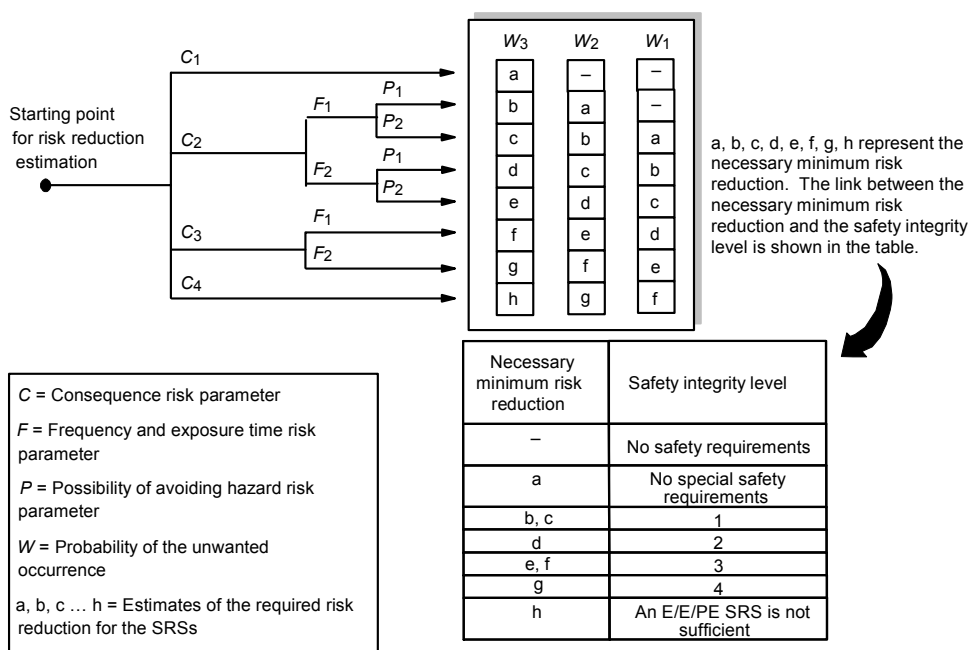 W3 W2 W1
C1
a – –
P1
b a –
F1
P2
c b a
Starting point
for risk reduction
estimation
C2
P1
d c b
F2
P2
e d c
F1
f e d
C3
F2
g f e
C4
h g f
a, b, c, d, e, f, g, h represent the
necessary minimum risk
reduction. The link between the
necessary minimum risk
reduction and the safety integrity
level is shown in the table.
C = Consequence risk parameter
F = Frequency and exposure time risk
parameter
P = Possibility of avoiding hazard risk
parameter
W = Probability of the unwanted
occurrence
a, b, c ... h = Estimates of the required risk
reduction for the SRSs
Necessary
minimum risk
reduction
Safety integrity level
– No safety requirements
a No special safety
requirements
b, c 1
d 2
e, f 3
g 4
h An E/E/PE SRS is not
sufficient